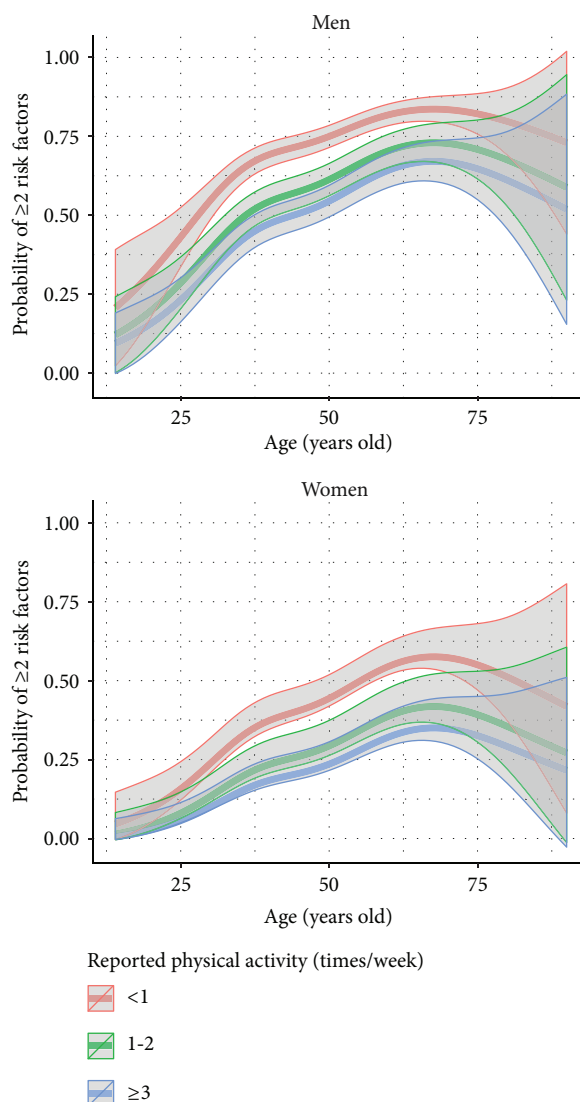 Men
1.00
0.75
0.50
0.25
0.00
Probability of ≥2 risk factors
25 50 75
Age (years old)
Women
1.00
0.75
0.50
0.25
0.00
Probability of ≥2 risk factors
25 50 75
Age (years old)
Reported physical activity (times/week)
<1
1-2
≥3